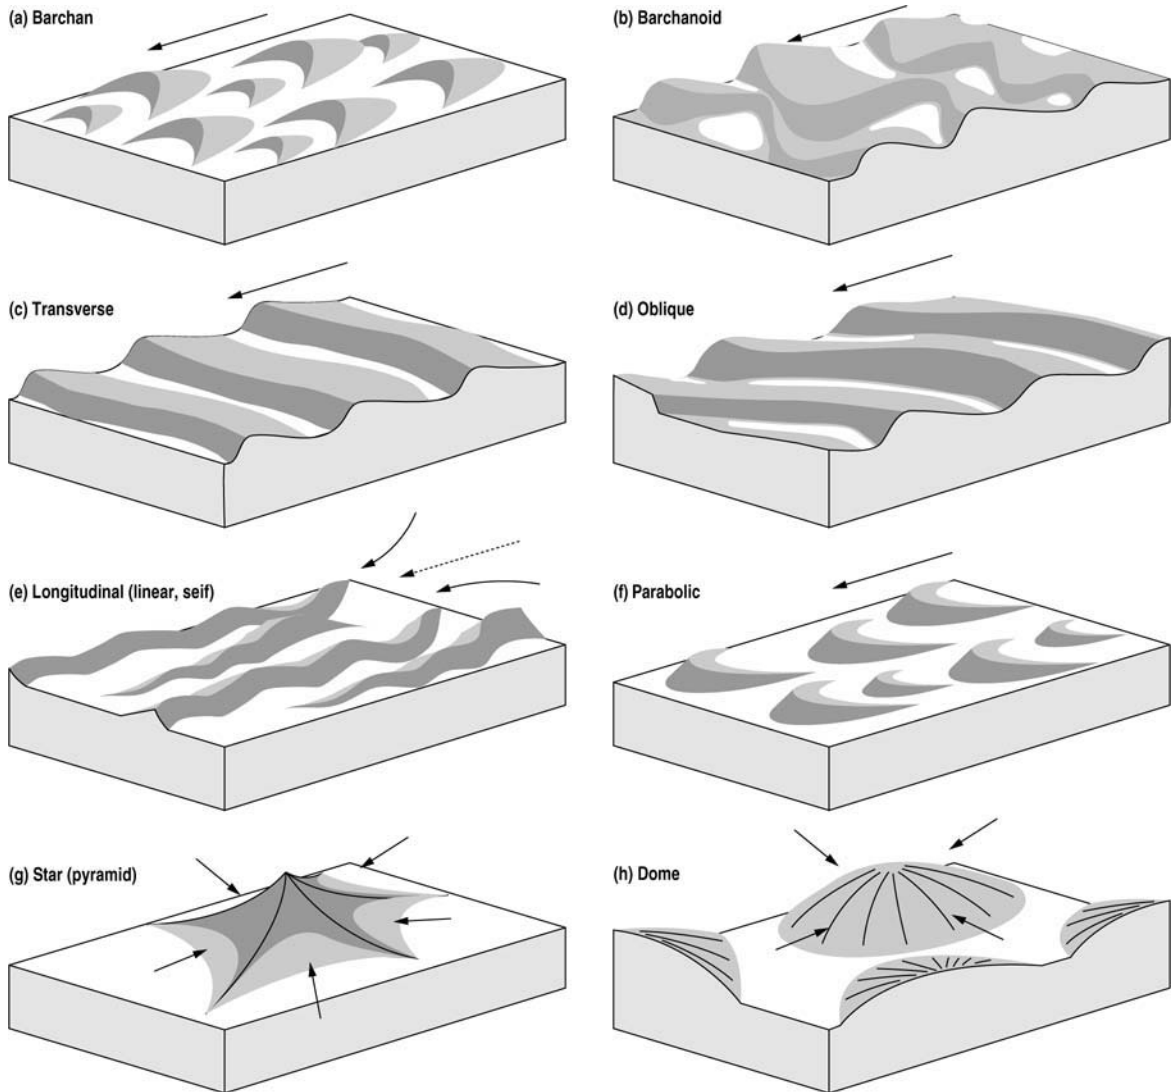 (a) Barchan
(b) Barchanoid
(c) Transverse
(d) Oblique
(e) Longitudinal (linear, seif)
(f) Parabolic
(g) Star (pyramid)
(h) Dome